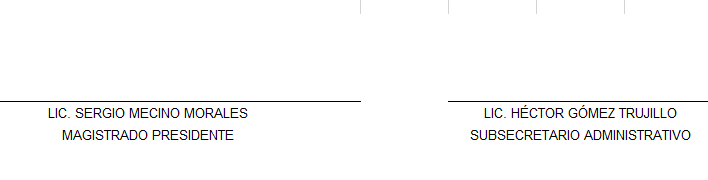 LIC. SERGIO MECINO MORALES
MAGISTRADO PRESIDENTE
LIC. HÉCTOR GÓMEZ TRUJILLO
SUBSECRETARIO ADMINISTRATIVO